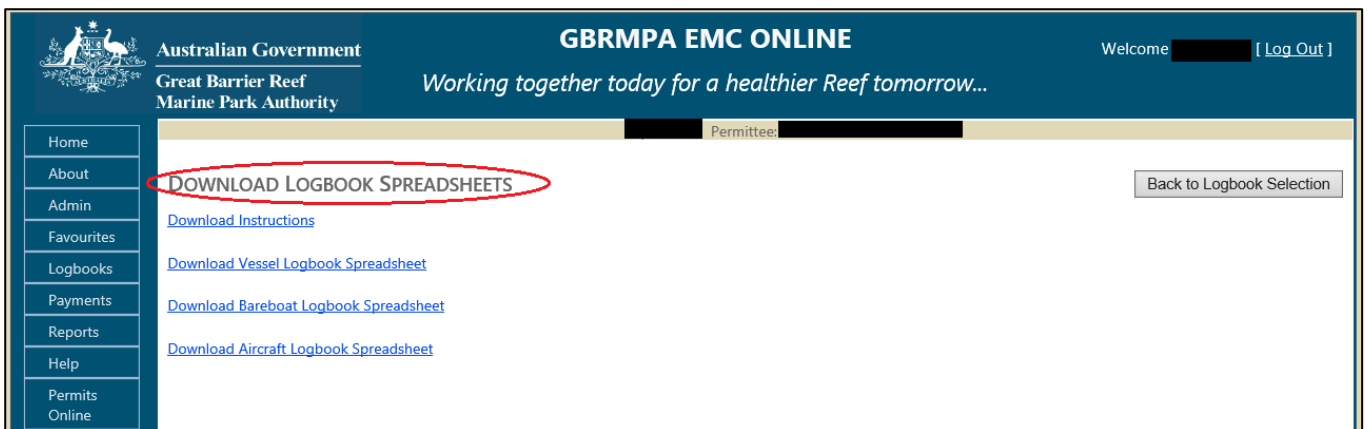 Australian Government
Great Barrier Reef
Marine Park Authority
GBRMPA EMC ONLINE
Working together today for a healthier Reef tomorrow...
Welcome [ Log Out ]
Permittee:
Home
About
Admin
Favourites
Logbooks
Payments
Reports
Help
Permits
Online
DOWNLOAD LOGBOOK SPREADSHEETS
Back to Logbook Selection
Download Instructions
Download Vessel Logbook Spreadsheet
Download Bareboat Logbook Spreadsheet
Download Aircraft Logbook Spreadsheet